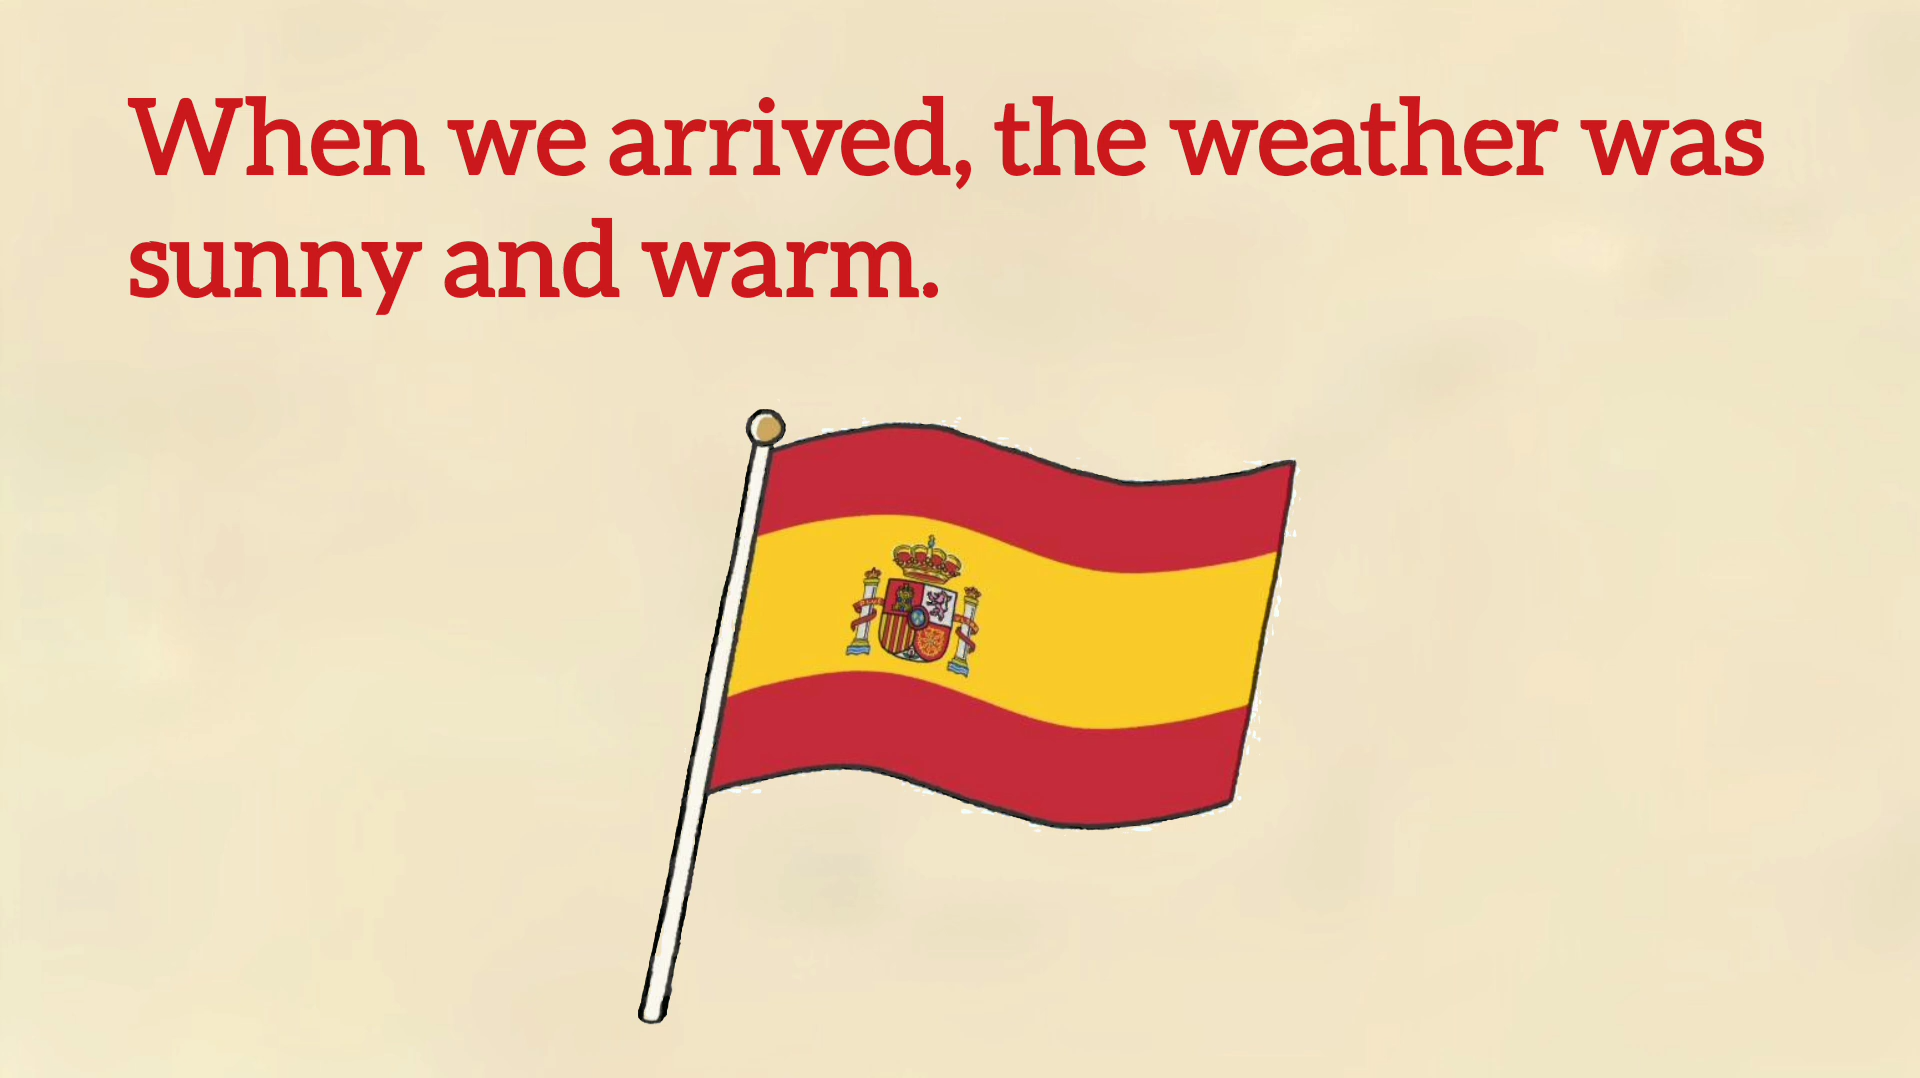 When we arrived, the weather was
sunny and warm.